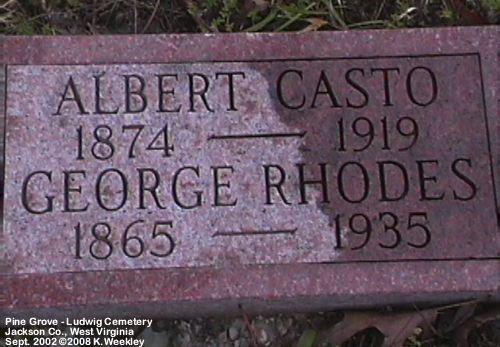 ALBERT CASTO
1874 — 1919
GEORGE RHODES
1865 — 1935
Pine Grove - Ludwig Cemetery
Jackson Co., West Virginia
Sept. 2002 ©2008 K.Weekley